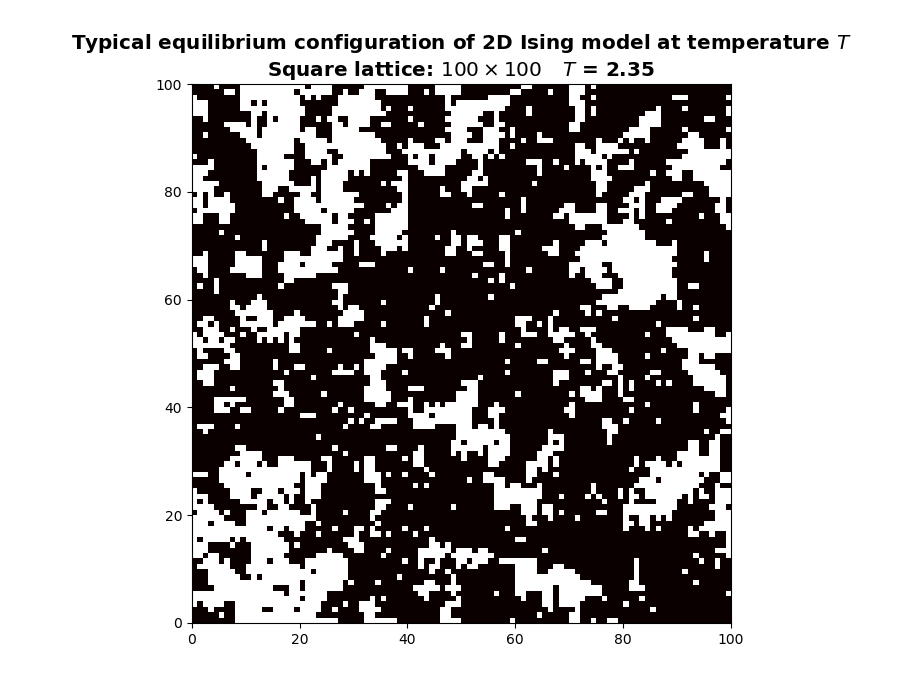 Typical equilibrium configuration of 2D Ising model at temperature T
Square lattice: 100 × 100 T = 2.35
100
80
60
40
20
0
0 20 40 60 80 100